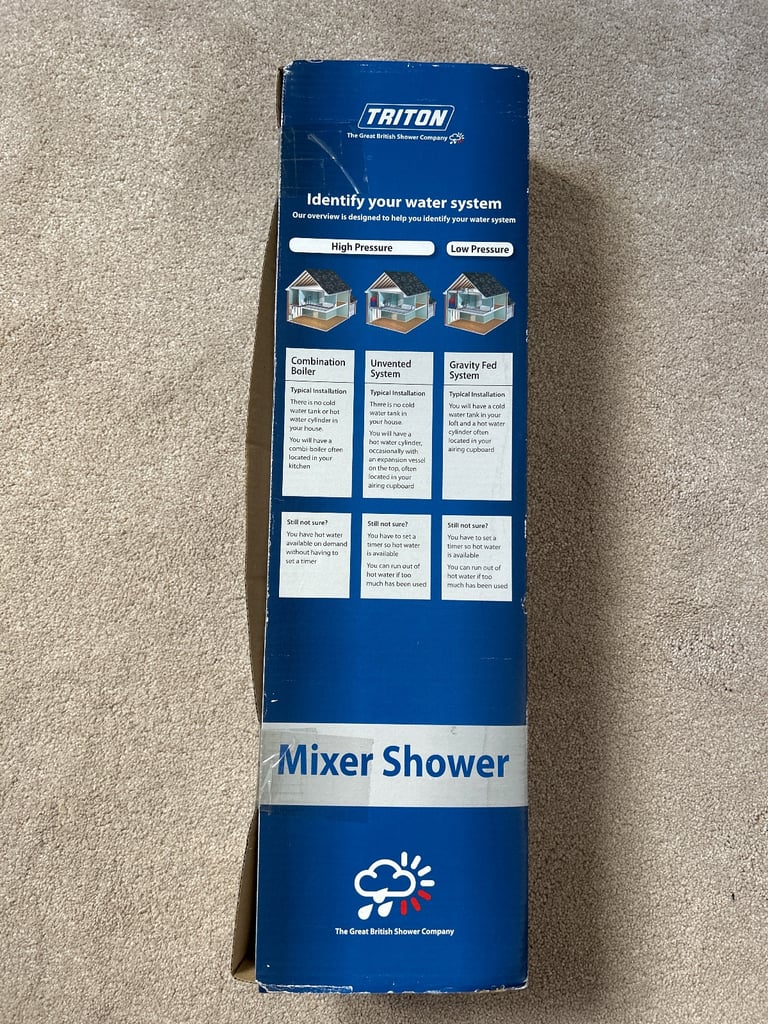 TRITON
The Great British Shower Company
Identify your water system
Our overview is designed to help you identify your water system
High Pressure
Low Pressure
Combination
Boiler
Typical Installation
There is no cold
water tank or hot
water cylinder in
your house.
You will have a
combi-boiler often
located in your
kitchen
Unvented
System
Typical Installation
There is no cold
water tank in
your house.
You will have a
hot water cylinder,
occasionally with
an expansion vessel
on the top, often
located in your
airing cupboard
Gravity Fed
System
Typical Installation
You will have a cold
water tank in your
loft and a hot water
cylinder often
located in your
airing cupboard
Still not sure?
You have hot water
available on demand
without having to
set a timer
Still not sure?
You have to set a
timer so hot water
is available
You can run out of
hot water if too
much has been used
Still not sure?
You have to set a
timer so hot water
is available
You can run out of
hot water if too
much has been used
Mixer Shower
The Great British Shower Company